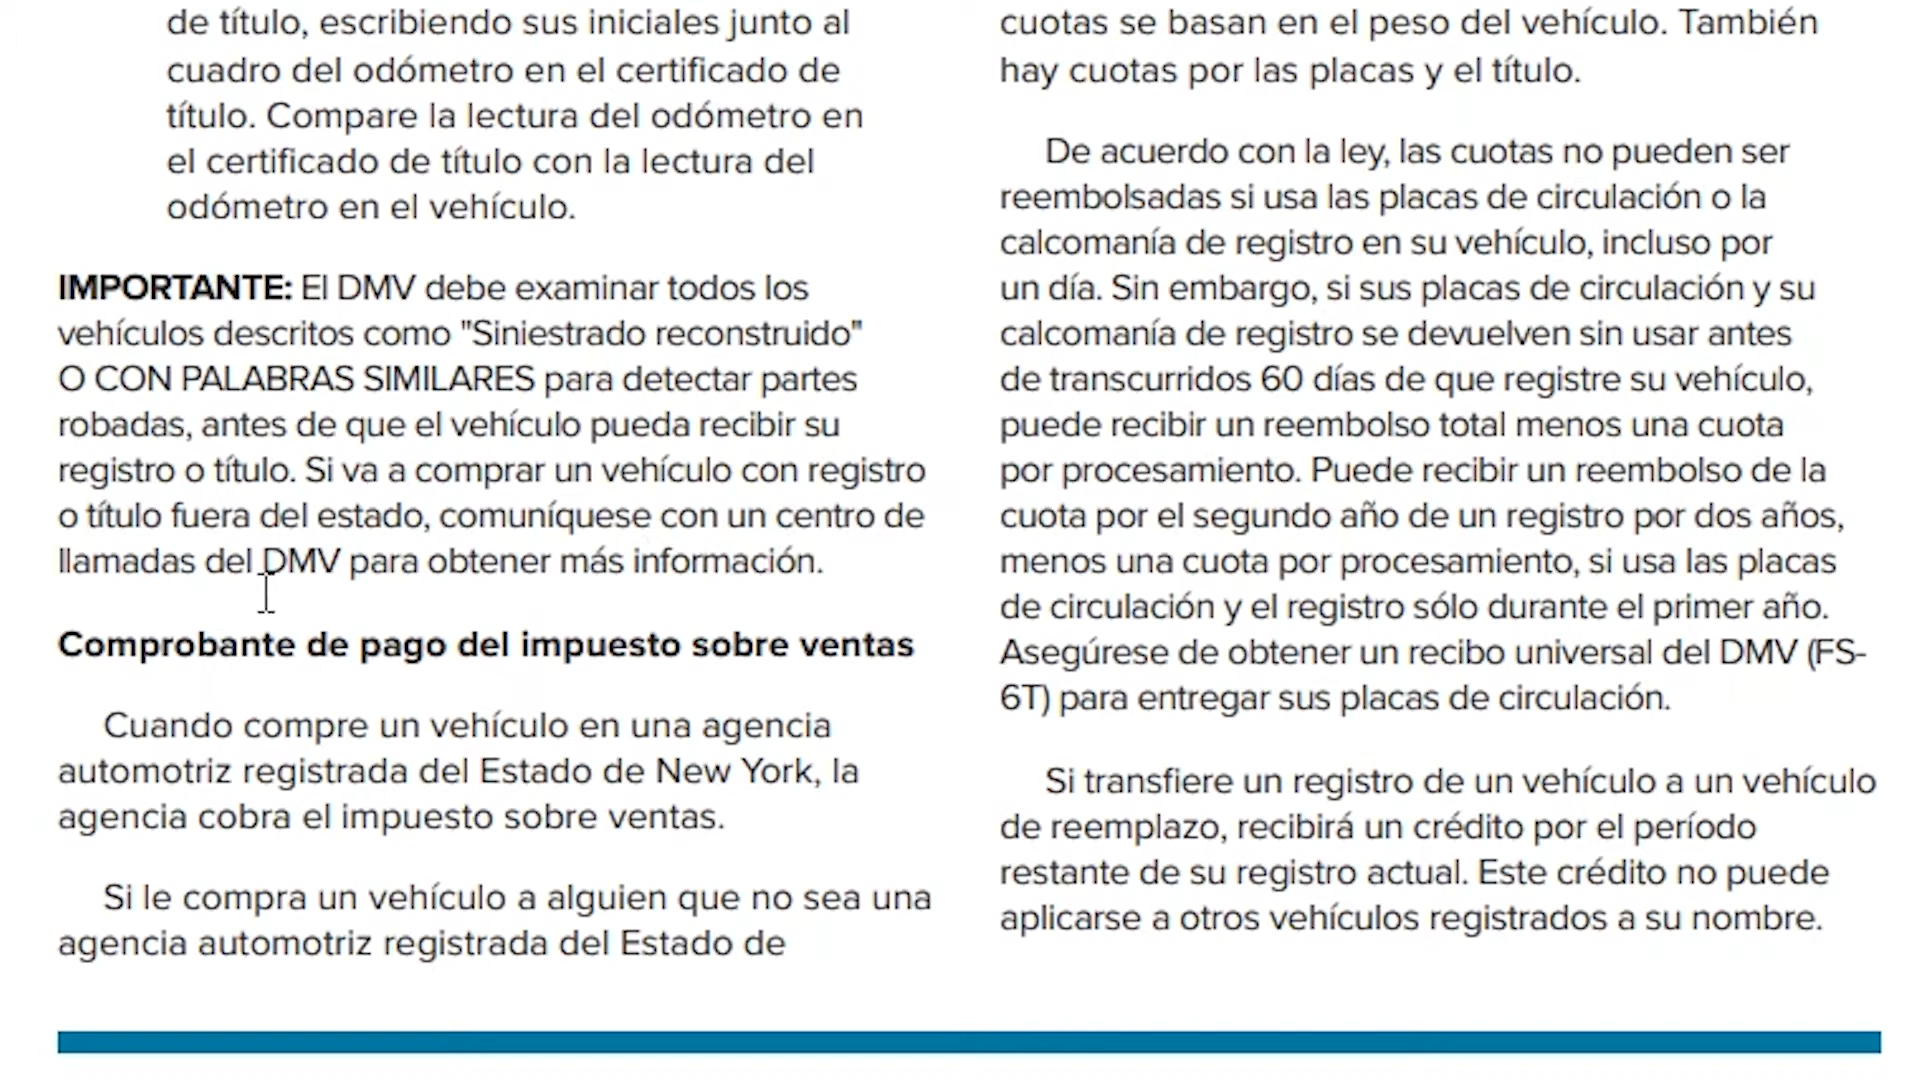 de título, escribiendo sus iniciales junto al
cuadro del odómetro en el certificado de
título. Compare la lectura del odómetro en
el certificado de título con la lectura del
odómetro en el vehículo.
IMPORTANTE: El DMV debe examinar todos los
vehículos descritos como "Siniestrado reconstruido"
O CON PALABRAS SIMILARES para detectar partes
robadas, antes de que el vehículo pueda recibir su
registro o título. Si va a comprar un vehículo con registro
o título fuera del estado, comuníquese con un centro de
llamadas del DMV para obtener más información.
Comprobante de pago del impuesto sobre ventas
Cuando compre un vehículo en una agencia
automotriz registrada del Estado de New York, la
agencia cobra el impuesto sobre ventas.
Si le compra un vehículo a alguien que no sea una
agencia automotriz registrada del Estado de
cuotas se basan en el peso del vehículo. También
hay cuotas por las placas y el título.
De acuerdo con la ley, las cuotas no pueden ser
reembolsadas si usa las placas de circulación o la
calcomanía de registro en su vehículo, incluso por
un día. Sin embargo, si sus placas de circulación y su
calcomanía de registro se devuelven sin usar antes
de transcurridos 60 días de que registre su vehículo,
puede recibir un reembolso total menos una cuota
por procesamiento. Puede recibir un reembolso de la
cuota por el segundo año de un registro por dos años,
menos una cuota por procesamiento, si usa las placas
de circulación y el registro sólo durante el primer año.
Asegúrese de obtener un recibo universal del DMV (FS-
6T) para entregar sus placas de circulación.
Si transfiere un registro de un vehículo a un vehículo
de reemplazo, recibirá un crédito por el período
restante de su registro actual. Este crédito no puede
aplicarse a otros vehículos registrados a su nombre.